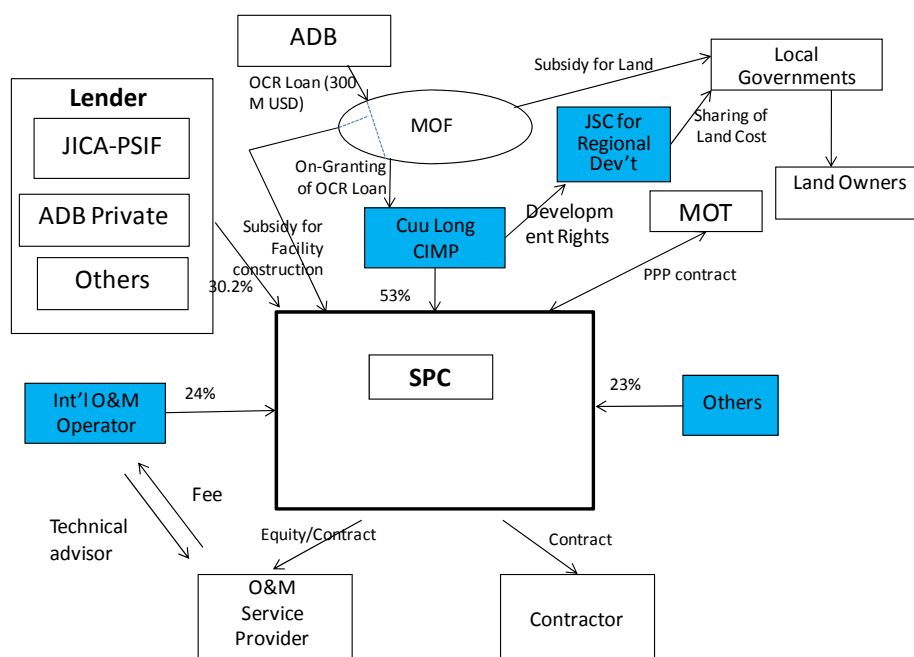 ADB
OCR Loan (300
M USD)
MOF
Subsidy for Land
Local
Governments
Lender
JICA-PSIF
ADB Private
Others
30.2%
On-Granting
of OCR Loan
Subsidy for
Facility
construction
JSC for
Regional
Dev't
Sharing of
Land Cost
Land Owners
Cuu Long
CIMP
Developm
ent Rights
MOT
PPP contract
53%
SPC
Int'l O&M
Operator
24%
23%
Others
Fee
Technical
advisor
Equity/Contract
Contract
O&M
Service
Provider
Contractor